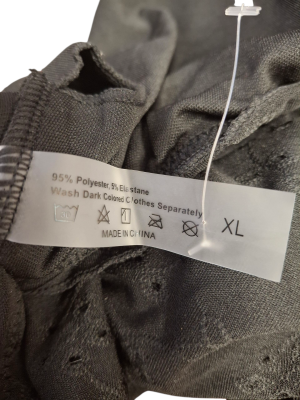 95% Polyester, 5% Elastane
Wash Dark Colored Clothes Separately
XL
MADE IN CHINA